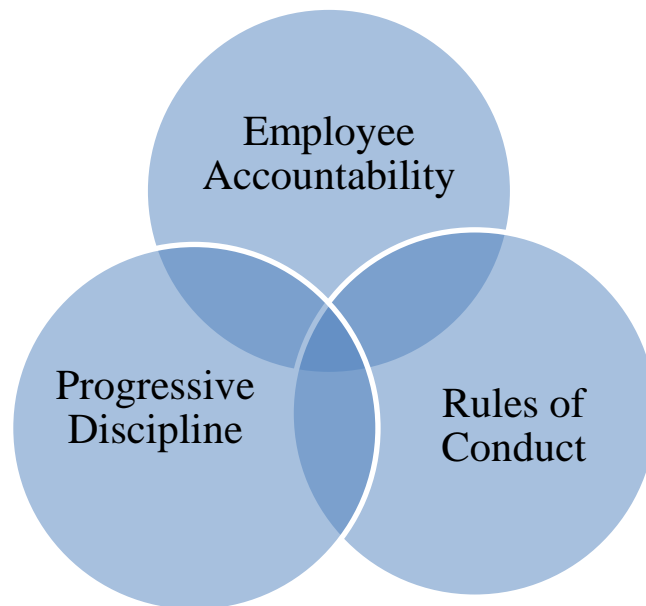 Employee
Accountability
Progressive
Discipline
Rules of
Conduct